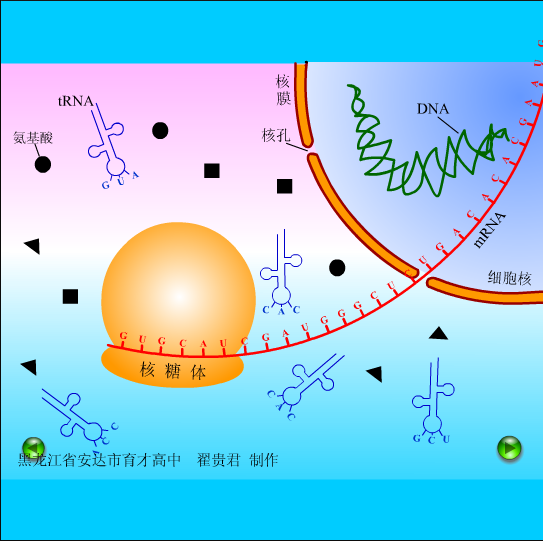 核膜
tRNA
DNA
氨基酸
核孔
G U A
mRNA
细胞核
C A C
G U G C A U C G A U G G G C U C U G A C A C A C G A A U G
核 糖 体
G C U
黑龙江省安达市育才高中 翟贵君 制作